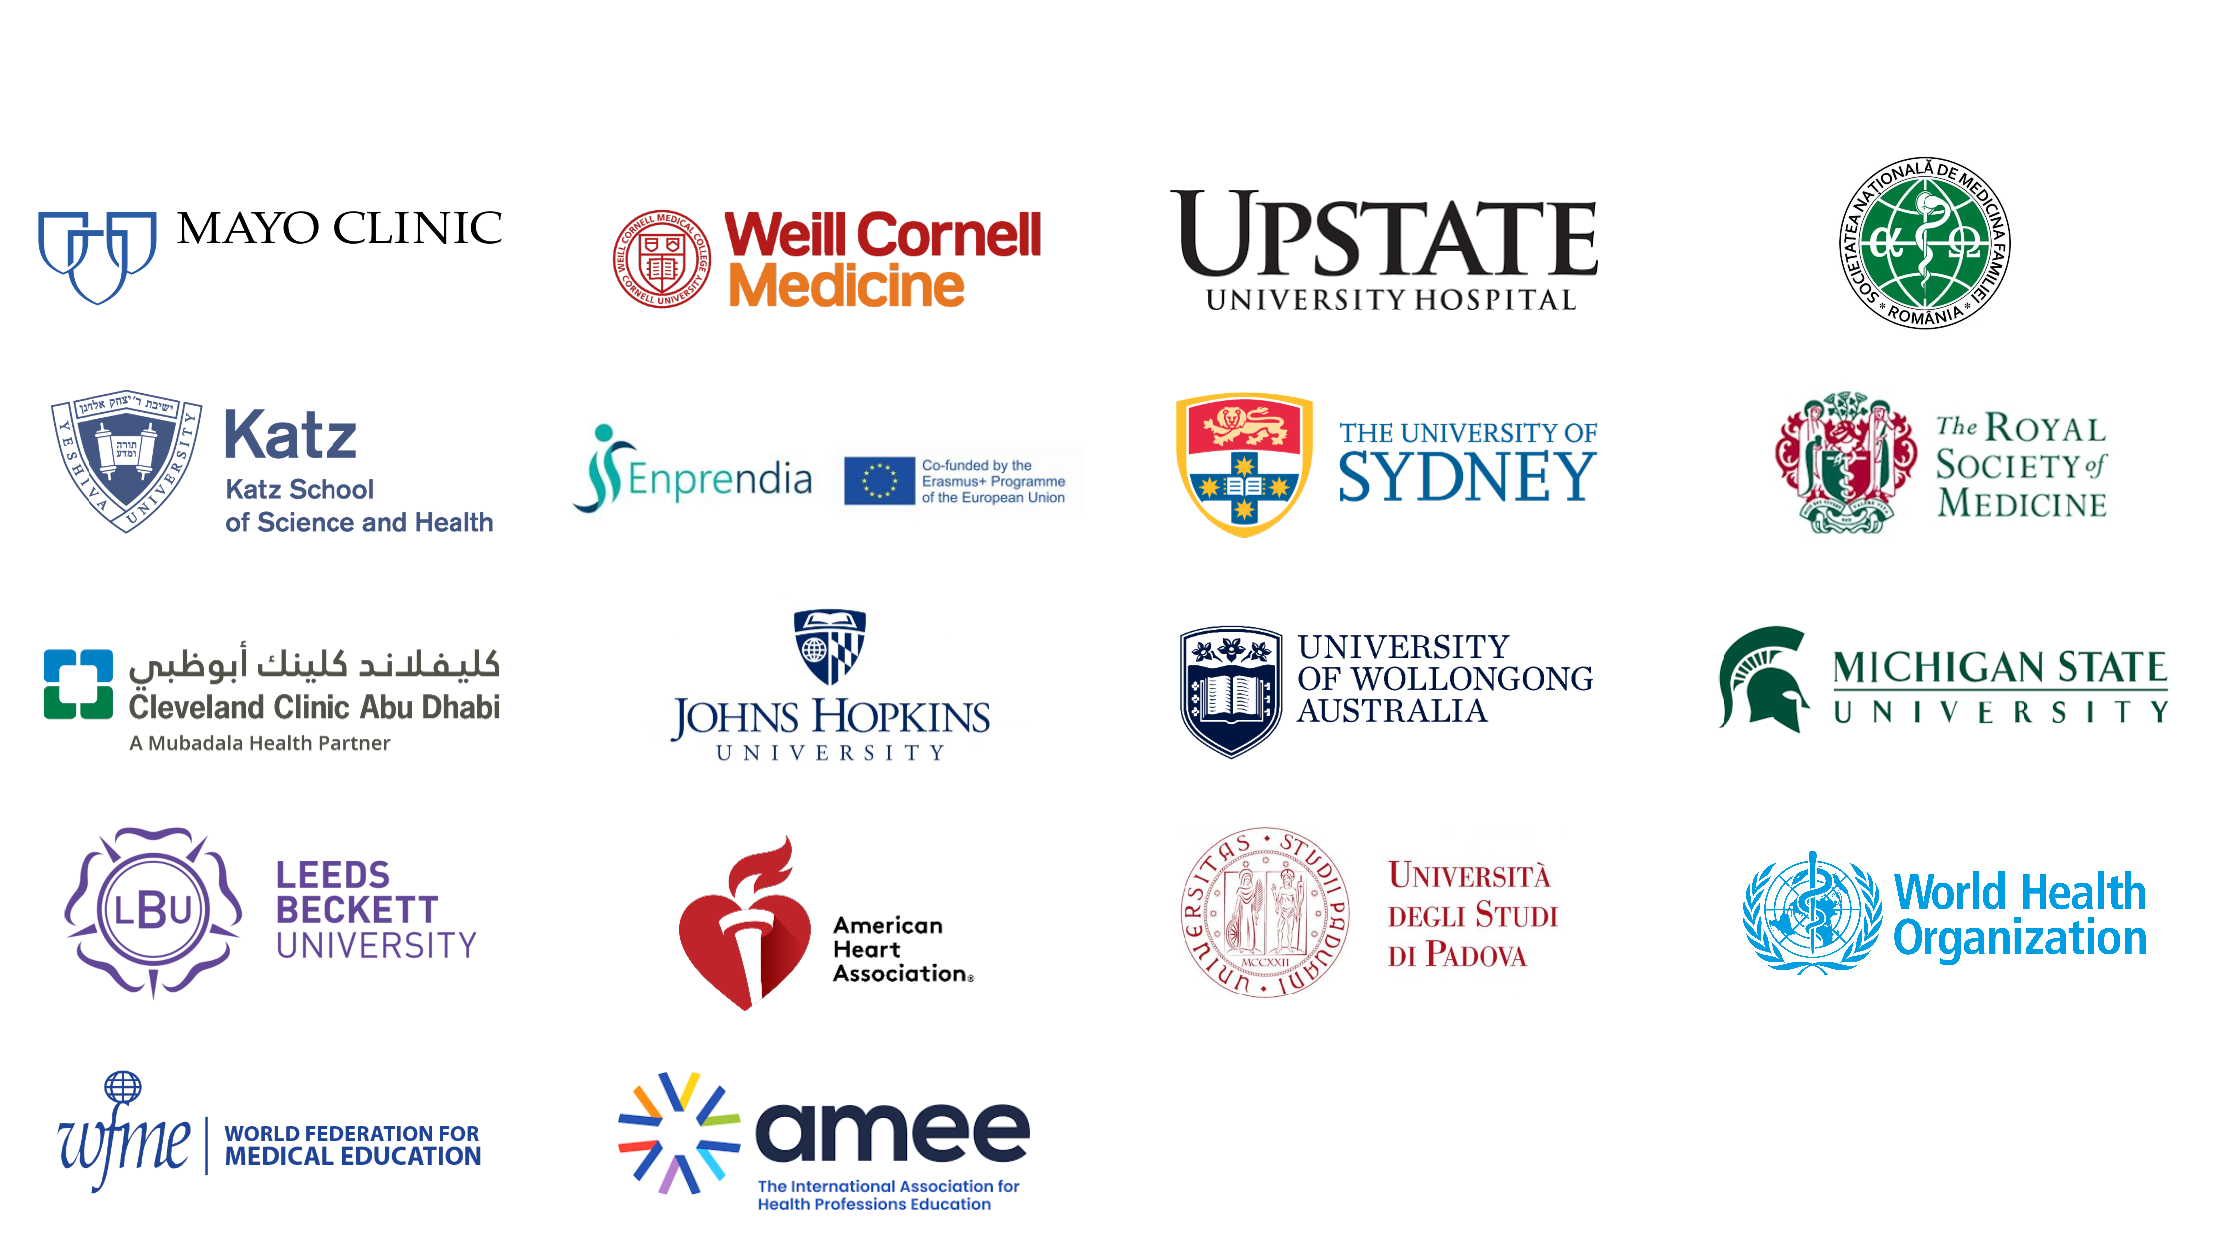 MAYO CLINIC
WEILL CORNELL MEDICAL COLLEGE
CORNELL UNIVERSITY
Weill Cornell
Medicine
UPSTATE
UNIVERSITY HOSPITAL
SOCIETATEA NAȚIONALĂ DE MEDICINA FAMILIEI
* ROMÂNIA *
α Ω
ישיבת ר' יצחק אלחנן
YESHIVA UNIVERSITY
תורה
ומדע
Katz
Katz School
of Science and Health
Enprendia
Co-funded by the
Erasmus+ Programme
of the European Union
THE UNIVERSITY OF
SYDNEY
The ROYAL
SOCIETY of
MEDICINE
كليفلاند كلينك أبوظبي
Cleveland Clinic Abu Dhabi
A Mubadala Health Partner
JOHNS HOPKINS
UNIVERSITY
UNIVERSITY
OF WOLLONGONG
AUSTRALIA
MICHIGAN STATE
UNIVERSITY
LBU
LEEDS
BECKETT
UNIVERSITY
American
Heart
Association®
UNIVERSITAS • STUDII PADUANI •
MCCXXII
UNIVERSITÀ
DEGLI STUDI
DI PADOVA
World Health
Organization
wfme
WORLD FEDERATION FOR
MEDICAL EDUCATION
amee
The International Association for
Health Professions Education